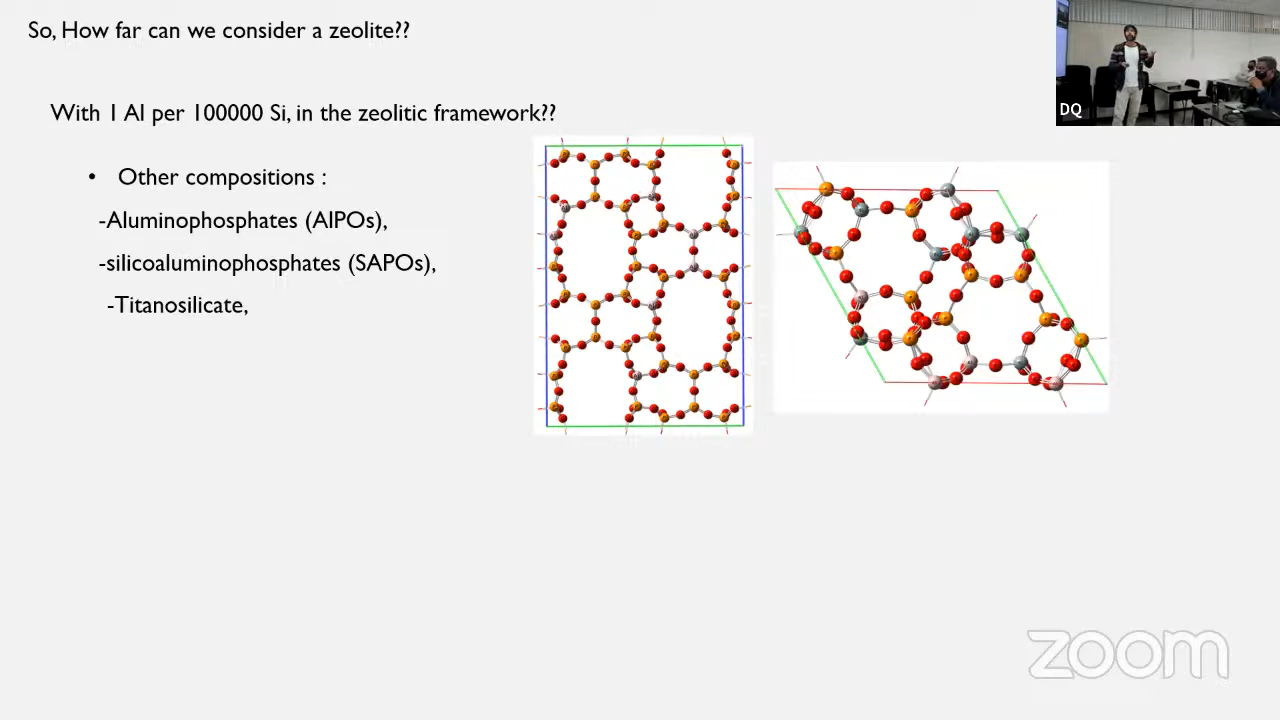 So, How far can we consider a zeolite??
DQ
With 1 Al per 100000 Si, in the zeolitic framework??
• Other compositions :
-Aluminophosphates (AlPOs),
-silicoaluminophosphates (SAPOs),
-Titanosilicate,
zoom